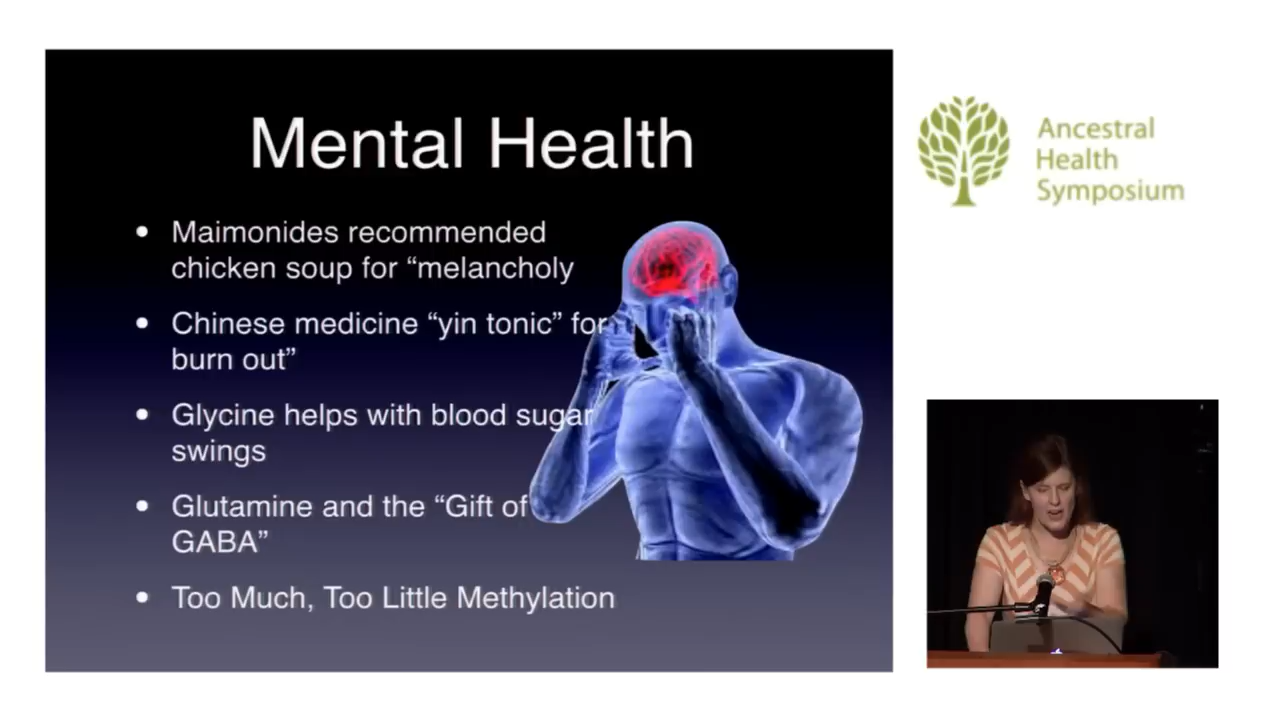 Mental Health
• Maimonides recommended
chicken soup for “melancholy
• Chinese medicine “yin tonic” for
burn out”
• Glycine helps with blood sugar
swings
• Glutamine and the “Gift of
GABA”
• Too Much, Too Little Methylation
Ancestral
Health
Symposium